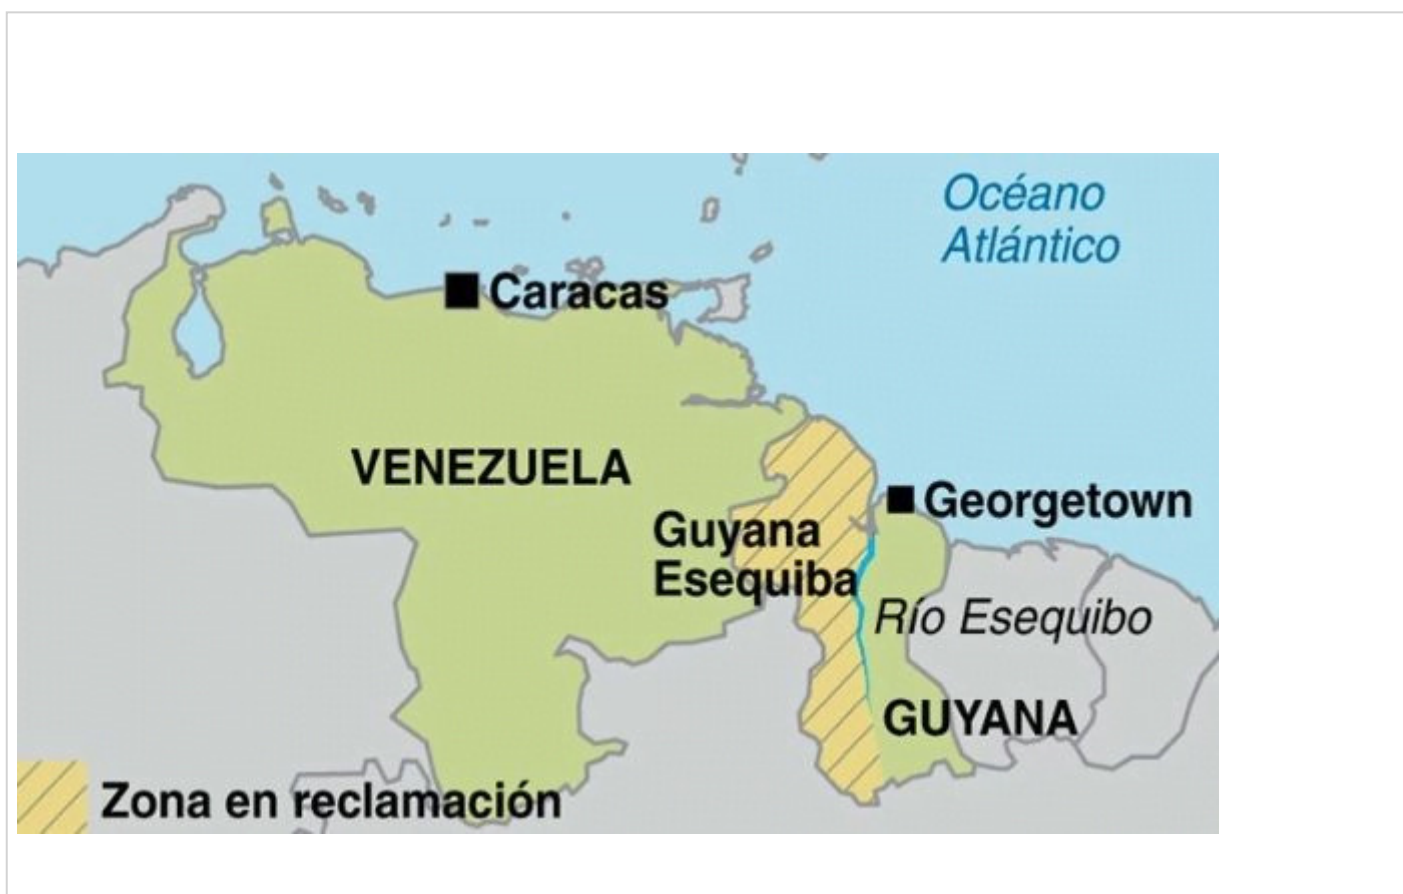 Océano
Atlántico
Caracas
VENEZUELA
Georgetown
Guyana
Esequiba
Río Esequibo
GUYANA
Zona en reclamación